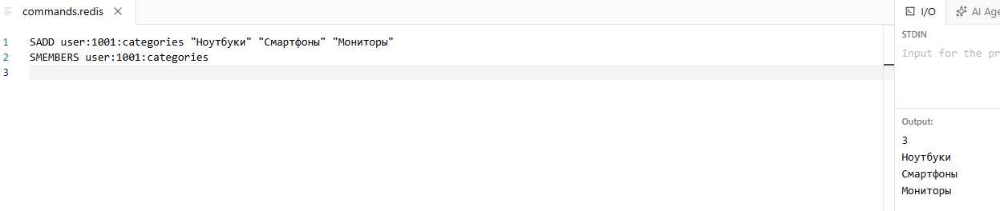 commands.redis
I/O
AI Age
1 SADD user:1001:categories "Ноутбуки" "Смартфоны" "Мониторы"
2 SMEMBERS user:1001:categories
3
STDIN
Input for the pr
Output:
3
Ноутбуки
Смартфоны
Мониторы